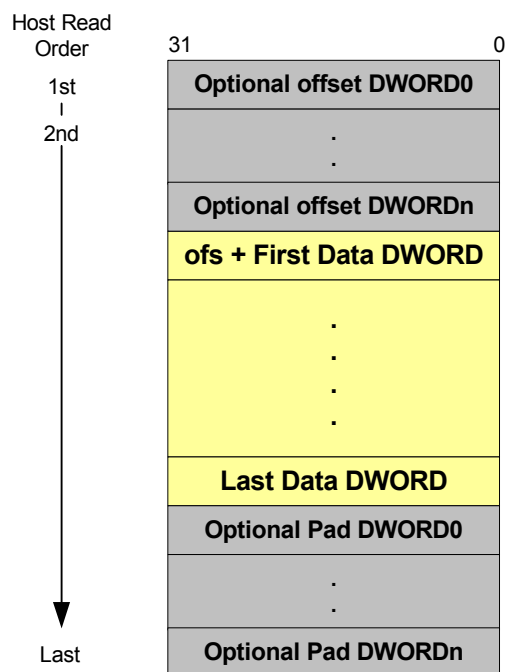 Host Read
Order
31 0
1st
Optional offset DWORD0
2nd
.
.
Optional offset DWORDn
ofs + First Data DWORD
.
.
.
.
Last Data DWORD
Optional Pad DWORD0
.
.
Last
Optional Pad DWORDn